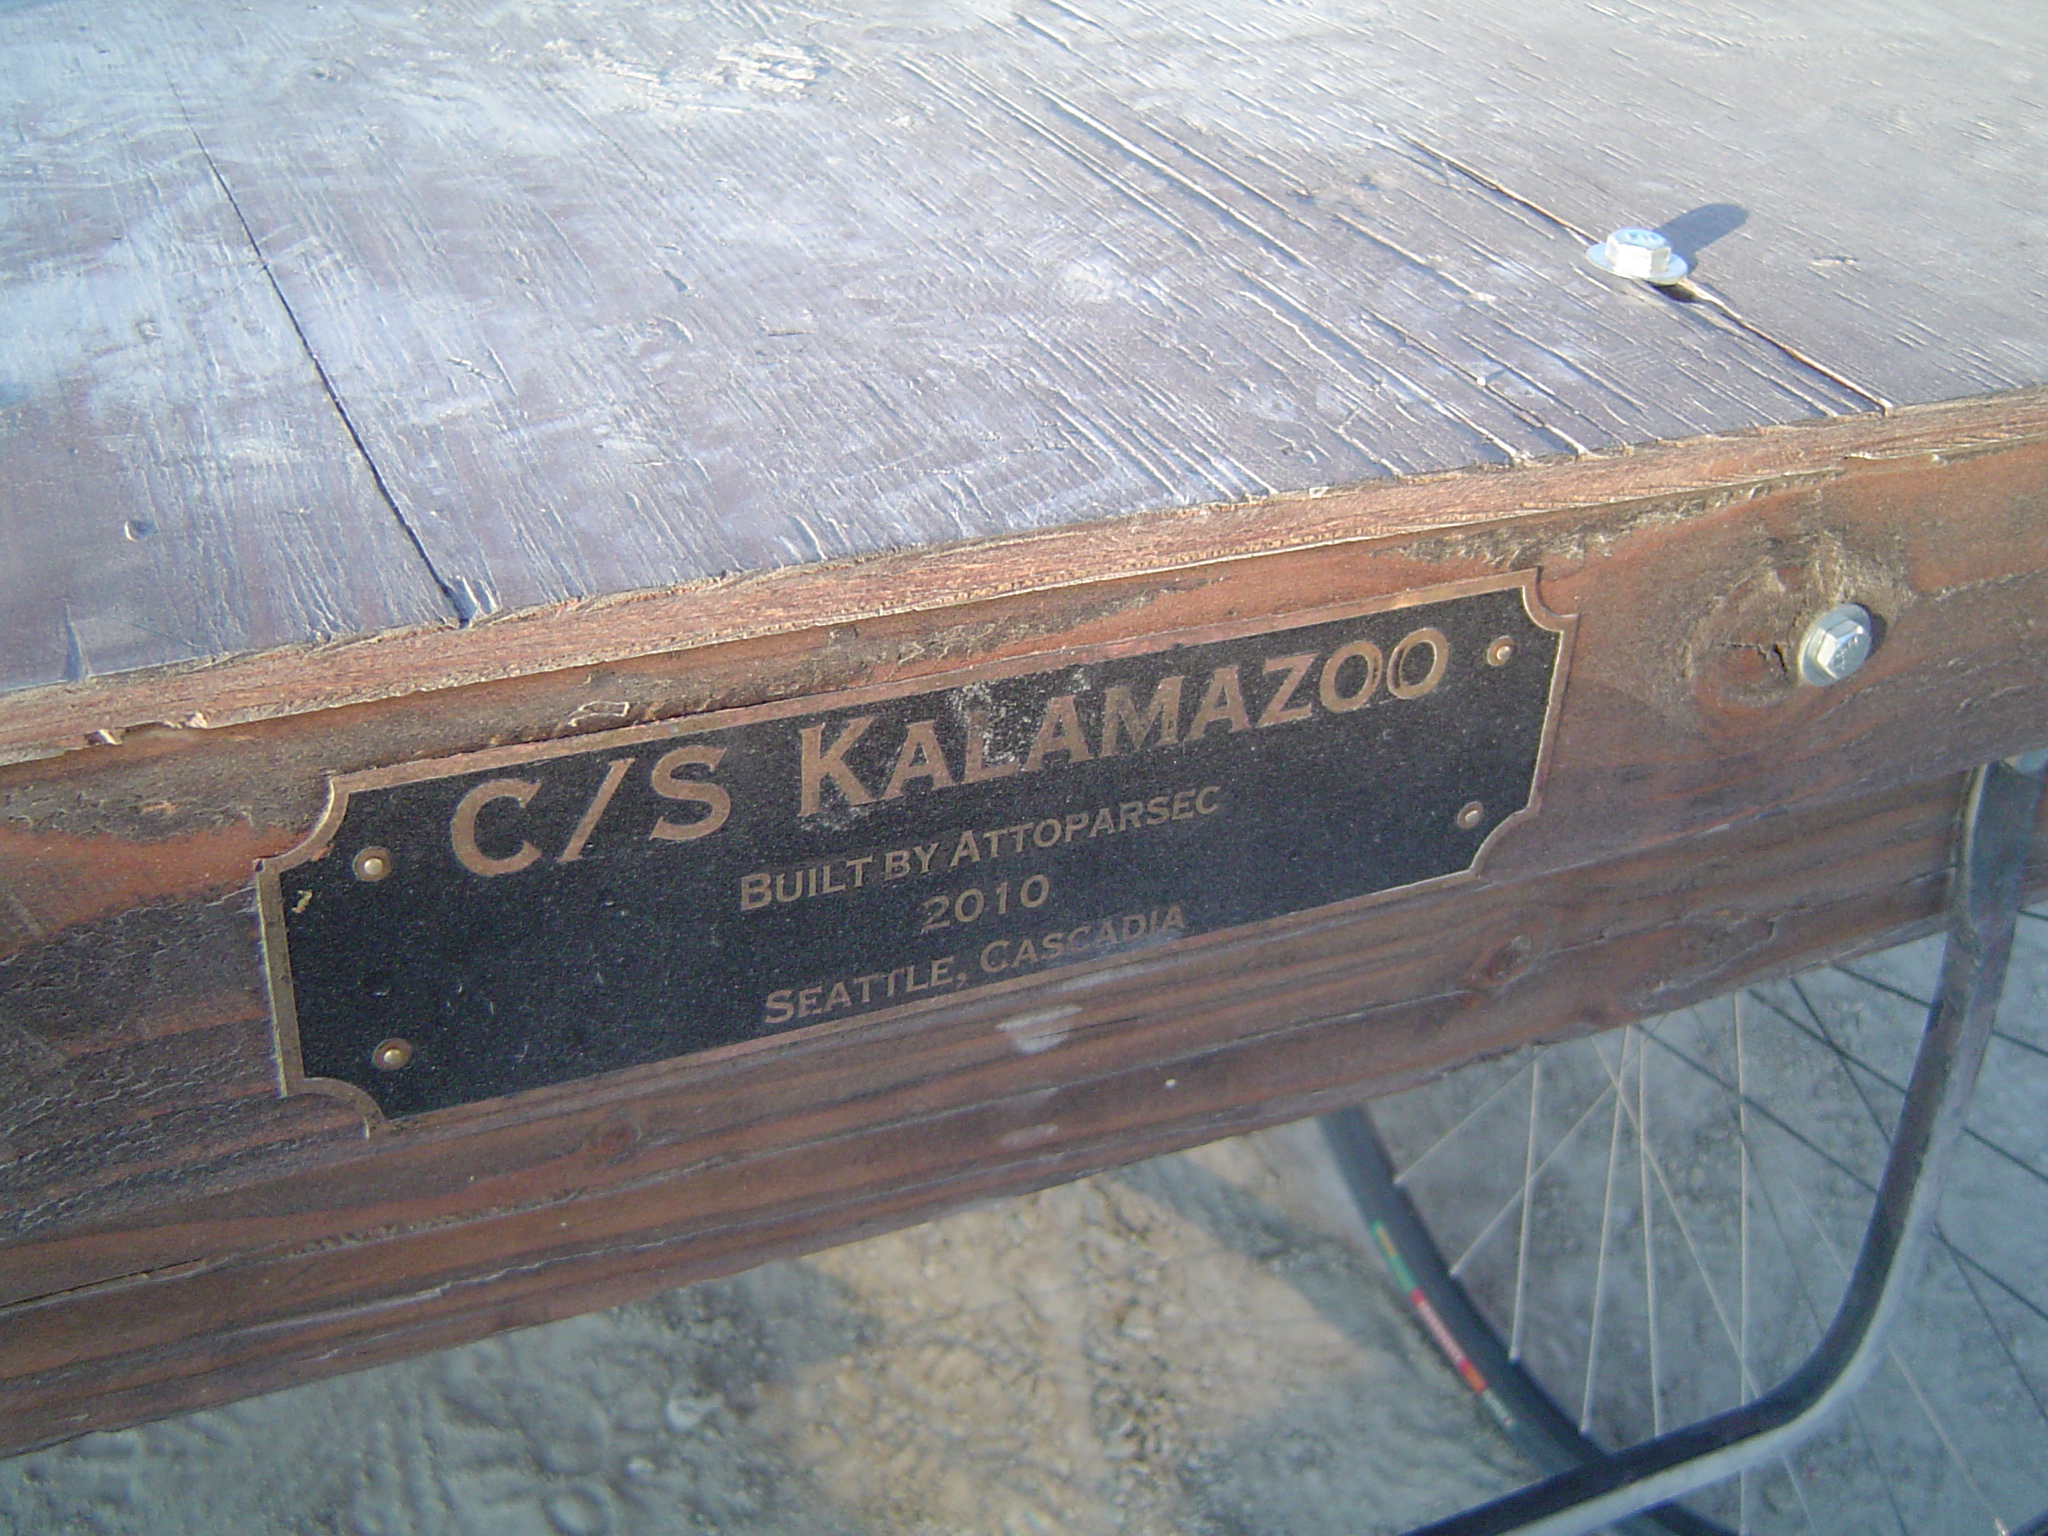 C/S KALAMAZOO
BUILT BY ATTOPARSEC
2010
SEATTLE, CASCADIA